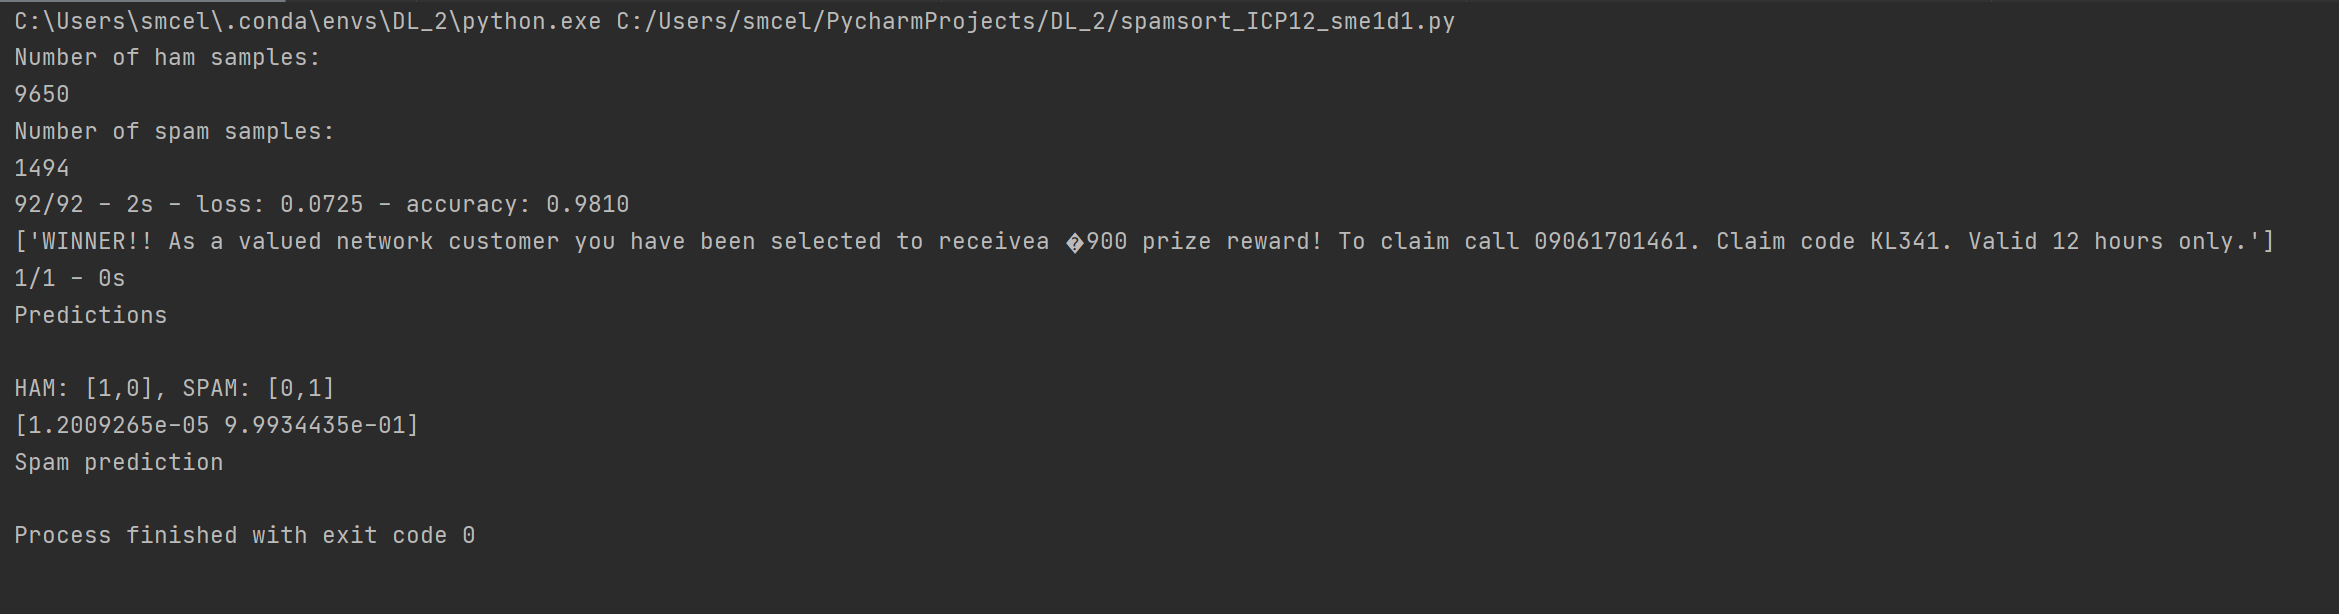 C:\Users\smcel\.conda\envs\DL_2\python.exe C:/Users/smcel/PycharmProjects/DL_2/spamsort_ICP12_sme1d1.py
Number of ham samples:
9650
Number of spam samples:
1494
92/92 - 2s - loss: 0.0725 - accuracy: 0.9810
['WINNER!! As a valued network customer you have been selected to receivea �900 prize reward! To claim call 09061701461. Claim code KL341. Valid 12 hours only.']
1/1 - 0s
Predictions
HAM: [1,0], SPAM: [0,1]
[1.2009265e-05 9.9934435e-01]
Spam prediction
Process finished with exit code 0